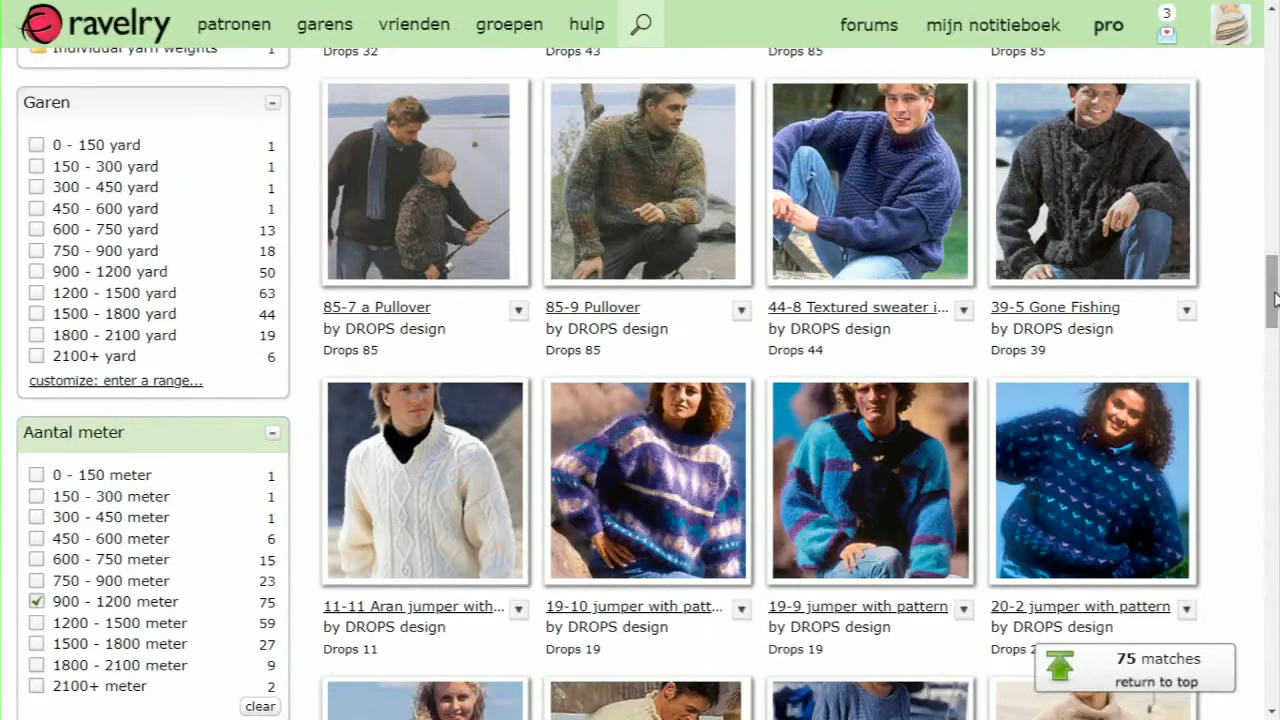 ravelry patronen garens vrienden groepen hulp forums mijn notitieboek pro 3
Individual yarn weights 1
Drops 32 Drops 43 Drops 85 Drops 85
Garen
0 - 150 yard 1
150 - 300 yard 1
300 - 450 yard 1
450 - 600 yard 1
600 - 750 yard 13
750 - 900 yard 18
900 - 1200 yard 50
1200 - 1500 yard 63
1500 - 1800 yard 44
1800 - 2100 yard 19
2100+ yard 6
customize: enter a range...
Aantal meter
0 - 150 meter 1
150 - 300 meter 1
300 - 450 meter 1
450 - 600 meter 6
600 - 750 meter 15
750 - 900 meter 23
900 - 1200 meter 75
1200 - 1500 meter 59
1500 - 1800 meter 27
1800 - 2100 meter 9
2100+ meter 2
clear
85-7 a Pullover
by DROPS design
Drops 85
85-9 Pullover
by DROPS design
Drops 85
44-8 Textured sweater i...
by DROPS design
Drops 44
39-5 Gone Fishing
by DROPS design
Drops 39
11-11 Aran jumper with...
by DROPS design
Drops 11
19-10 jumper with patt...
by DROPS design
Drops 19
19-9 jumper with pattern
by DROPS design
Drops 19
20-2 jumper with pattern
by DROPS design
Drops
75 matches
return to top